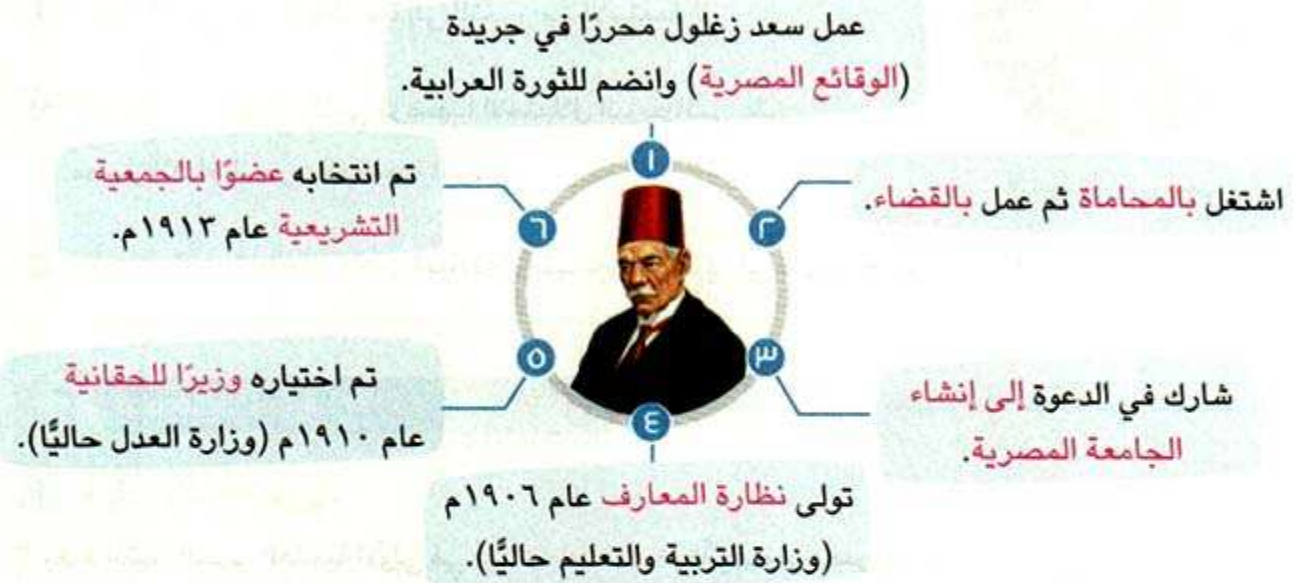 عمل سعد زغلول محررًا في جريدة
(الوقائع المصرية) وانضم للثورة العرابية.
١
٢
اشتغل بالمحاماة ثم عمل بالقضاء.
٣
شارك في الدعوة إلى إنشاء
الجامعة المصرية.
٤
تولى نظارة المعارف عام ١٩٠٦م
(وزارة التربية والتعليم حاليًّا).
٥
تم اختياره وزيرًا للحقانية
عام ١٩١٠م (وزارة العدل حاليًّا).
٦
تم انتخابه عضوًا بالجمعية
التشريعية عام ١٩١٣م.